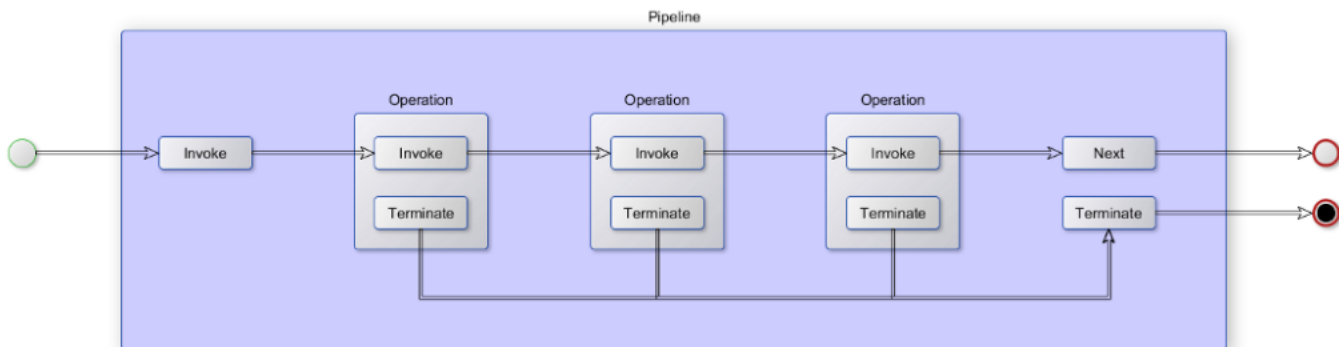 Pipeline
Operation
Operation
Operation
Invoke
Invoke
Invoke
Invoke
Next
Terminate
Terminate
Terminate
Terminate